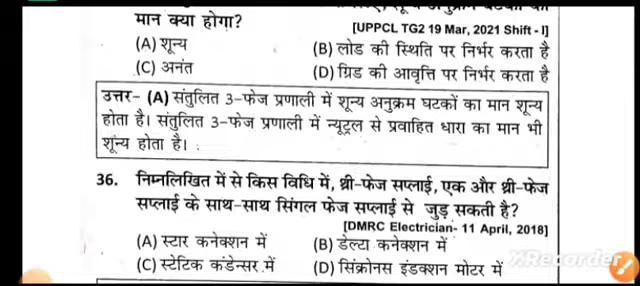 मान क्या होगा?
[UPPCL TG2 19 Mar, 2021 Shift - I]
(A) शून्य (B) लोड की स्थिति पर निर्भर करता है
(C) अनंत (D) ग्रिड की आवृत्ति पर निर्भर करता है
उत्तर- (A) संतुलित 3-फेज प्रणाली में शून्य अनुक्रम घटकों का मान शून्य
होता है। संतुलित 3-फेज प्रणाली में न्यूट्रल से प्रवाहित धारा का मान भी
शून्य होता है।
36. निम्नलिखित में से किस विधि में, थ्री-फेज सप्लाई, एक और थ्री-फेज
सप्लाई के साथ-साथ सिंगल फेज सप्लाई से जुड़ सकती है?
[DMRC Electrician- 11 April, 2018]
(A) स्टार कनेक्शन में (B) डेल्टा कनेक्शन में
(C) स्टेटिक कंडेन्सर में (D) सिंक्रोनस इंडक्शन मोटर में
XRecorder